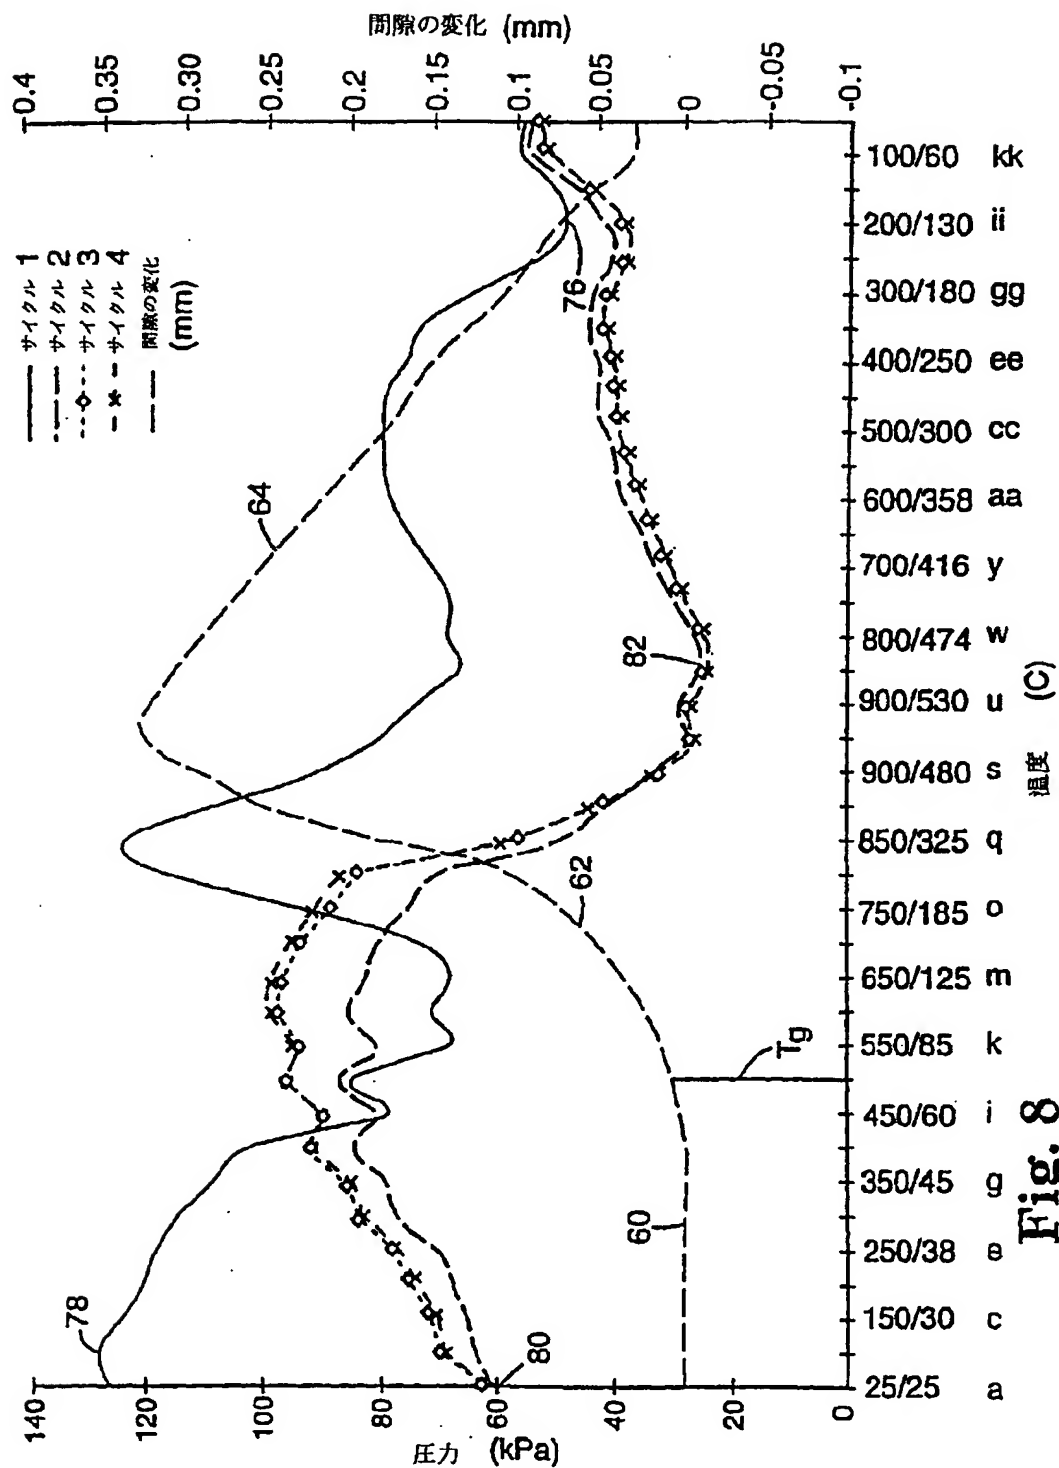 間隙の変化 (mm)
0.4
0.35
0.30
0.25
0.2
0.15
0.1
0.05
0
-0.05
-0.1
サイクル 1
サイクル 2
サイクル 3
サイクル 4
間隙の変化
(mm)
78
80
60
62
64
76
82
Tg
140
120
100
80
60
40
20
0
圧力 (kPa)
25/25 a
150/30 c
250/38 e
350/45 g
450/60 i
550/85 k
650/125 m
750/185 o
850/325 q
900/480 s
900/530 u
800/474 w
700/416 y
600/358 aa
500/300 cc
400/250 ee
300/180 gg
200/130 ii
100/60 kk
温度 (C)
Fig. 8